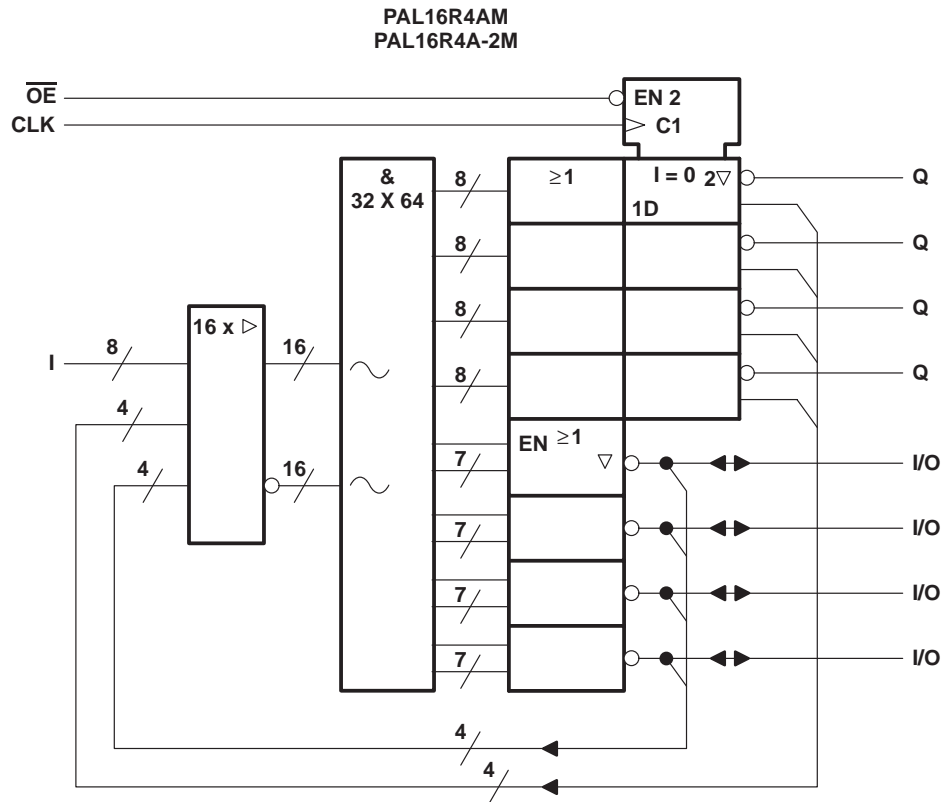 PAL16R4AM
PAL16R4A-2M
OE
EN 2
CLK
C1
&
32 X 64
8
≥1
I = 0 2▽
1D
Q
8
Q
8
Q
16 x ▷
I
8
16
8
Q
4
EN ≥1
▽
4
16
7
I/O
7
I/O
7
I/O
7
I/O
4
4